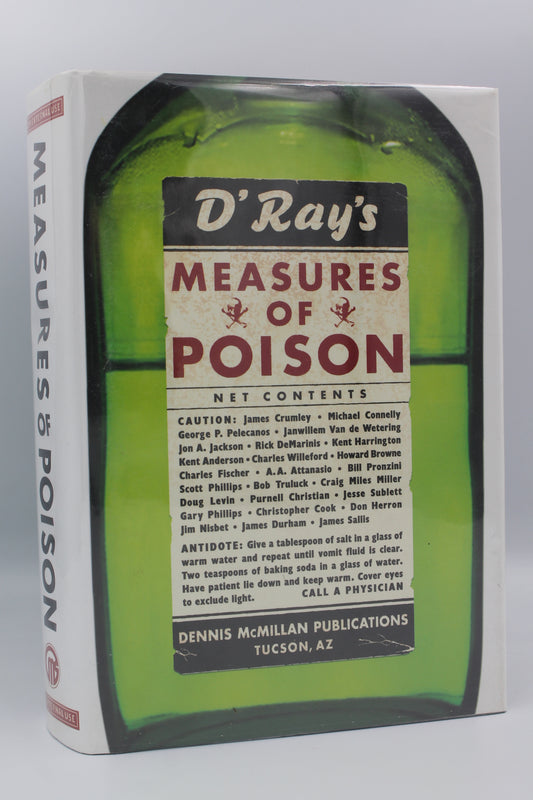 D'Ray's
MEASURES
OF
POISON
NET CONTENTS
CAUTION: James Crumley • Michael Connelly
George P. Pelecanos • Janwillem Van de Wetering
Jon A. Jackson • Rick DeMarinis • Kent Harrington
Kent Anderson • Charles Willeford • Howard Browne
Charles Fischer • A.A. Attanasio • Bill Pronzini
Scott Phillips • Bob Truluck • Craig Miles Miller
Doug Levin • Purnell Christian • Jesse Sublett
Gary Phillips • Christopher Cook • Don Herron
Jim Nisbet • James Durham • James Sallis
ANTIDOTE: Give a tablespoon of salt in a glass of
warm water and repeat until vomit fluid is clear.
Two teaspoons of baking soda in a glass of water.
Have patient lie down and keep warm. Cover eyes
to exclude light. CALL A PHYSICIAN
DENNIS McMILLAN PUBLICATIONS
TUCSON, AZ
MEASURES OF POISON